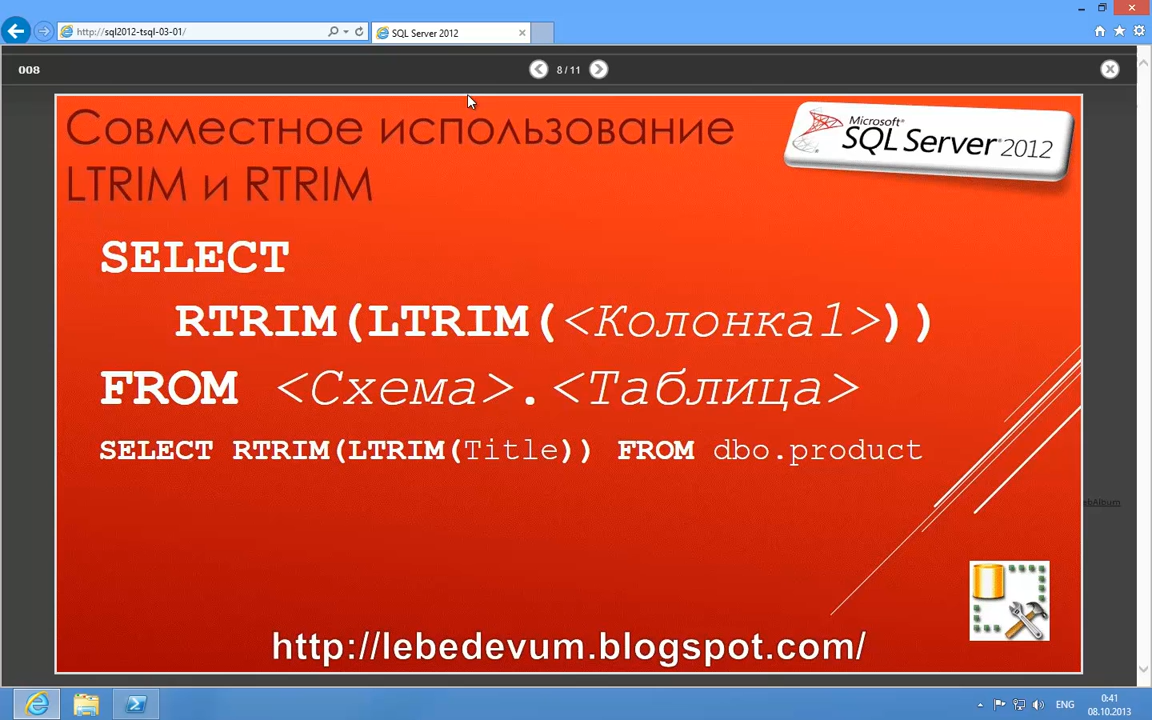 http://sql2012-tsql-03-01/
SQL Server 2012
008
8 / 11
Совместное использование
LTRIM и RTRIM
Microsoft®
SQL Server® 2012
SELECT
RTRIM(LTRIM(<Колонка1>))
FROM <Схема>.<Таблица>
SELECT RTRIM(LTRIM(Title)) FROM dbo.product
ebAlbum
http://lebedevum.blogspot.com/
ENG
0:41
08.10.2013